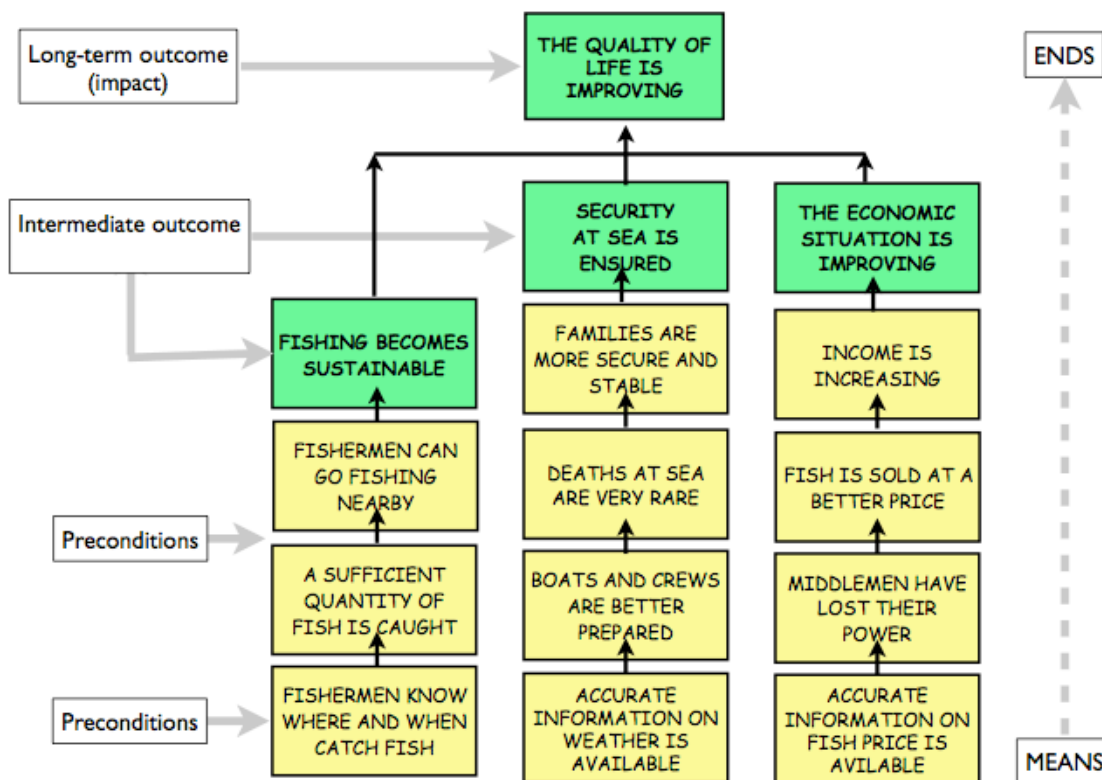 Long-term outcome
(impact)
THE QUALITY OF
LIFE IS
IMPROVING
ENDS
Intermediate outcome
SECURITY
AT SEA IS
ENSURED
THE ECONOMIC
SITUATION IS
IMPROVING
FISHING BECOMES
SUSTAINABLE
FAMILIES ARE
MORE SECURE AND
STABLE
INCOME IS
INCREASING
FISHERMEN CAN
GO FISHING
NEARBY
DEATHS AT SEA
ARE VERY RARE
FISH IS SOLD AT A
BETTER PRICE
Preconditions
A SUFFICIENT
QUANTITY OF
FISH IS CAUGHT
BOATS AND CREWS
ARE BETTER
PREPARED
MIDDLEMEN HAVE
LOST THEIR
POWER
Preconditions
FISHERMEN KNOW
WHERE AND WHEN
CATCH FISH
ACCURATE
INFORMATION ON
WEATHER IS
AVAILABLE
ACCURATE
INFORMATION ON
FISH PRICE IS
AVILABLE
MEANS